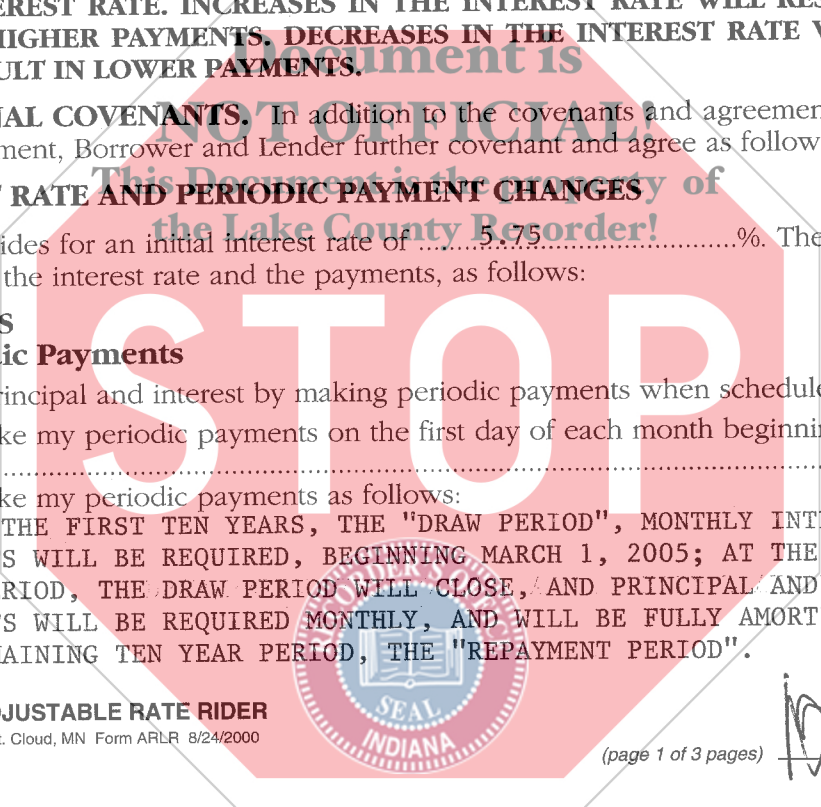 EREST RATE. INCREASES IN THE INTEREST RATE WILL RES
HIGHER PAYMENTS. DECREASES IN THE INTEREST RATE V
ULT IN LOWER PAYMENTS.
Document is
NAL COVENANTS. In addition to the covenants and agreemen
NOT OFFICIAL!
ment, Borrower and Lender further covenant and agree as follow
This Document is the property of
T RATE AND PERIODIC PAYMENT CHANGES
the Lake County Recorder!
ides for an initial interest rate of .... 5.75 ..............................%. The
the interest rate and the payments, as follows:
S
dic Payments
STOP
rincipal and interest by making periodic payments when schedule
ke my periodic payments on the first day of each month beginnin
ke my periodic payments as follows:
THE FIRST TEN YEARS, THE "DRAW PERIOD", MONTHLY INT
S WILL BE REQUIRED, BEGINNING MARCH 1, 2005; AT THE
RIOD, THE DRAW PERIOD WILL CLOSE, AND PRINCIPAL AND
TS WILL BE REQUIRED MONTHLY, AND WILL BE FULLY AMORT
MAINING TEN YEAR PERIOD, THE "REPAYMENT PERIOD".
SEAL
INDIANA
DJUSTABLE RATE RIDER
t. Cloud, MN Form ARLR 8/24/2000
(page 1 of 3 pages)